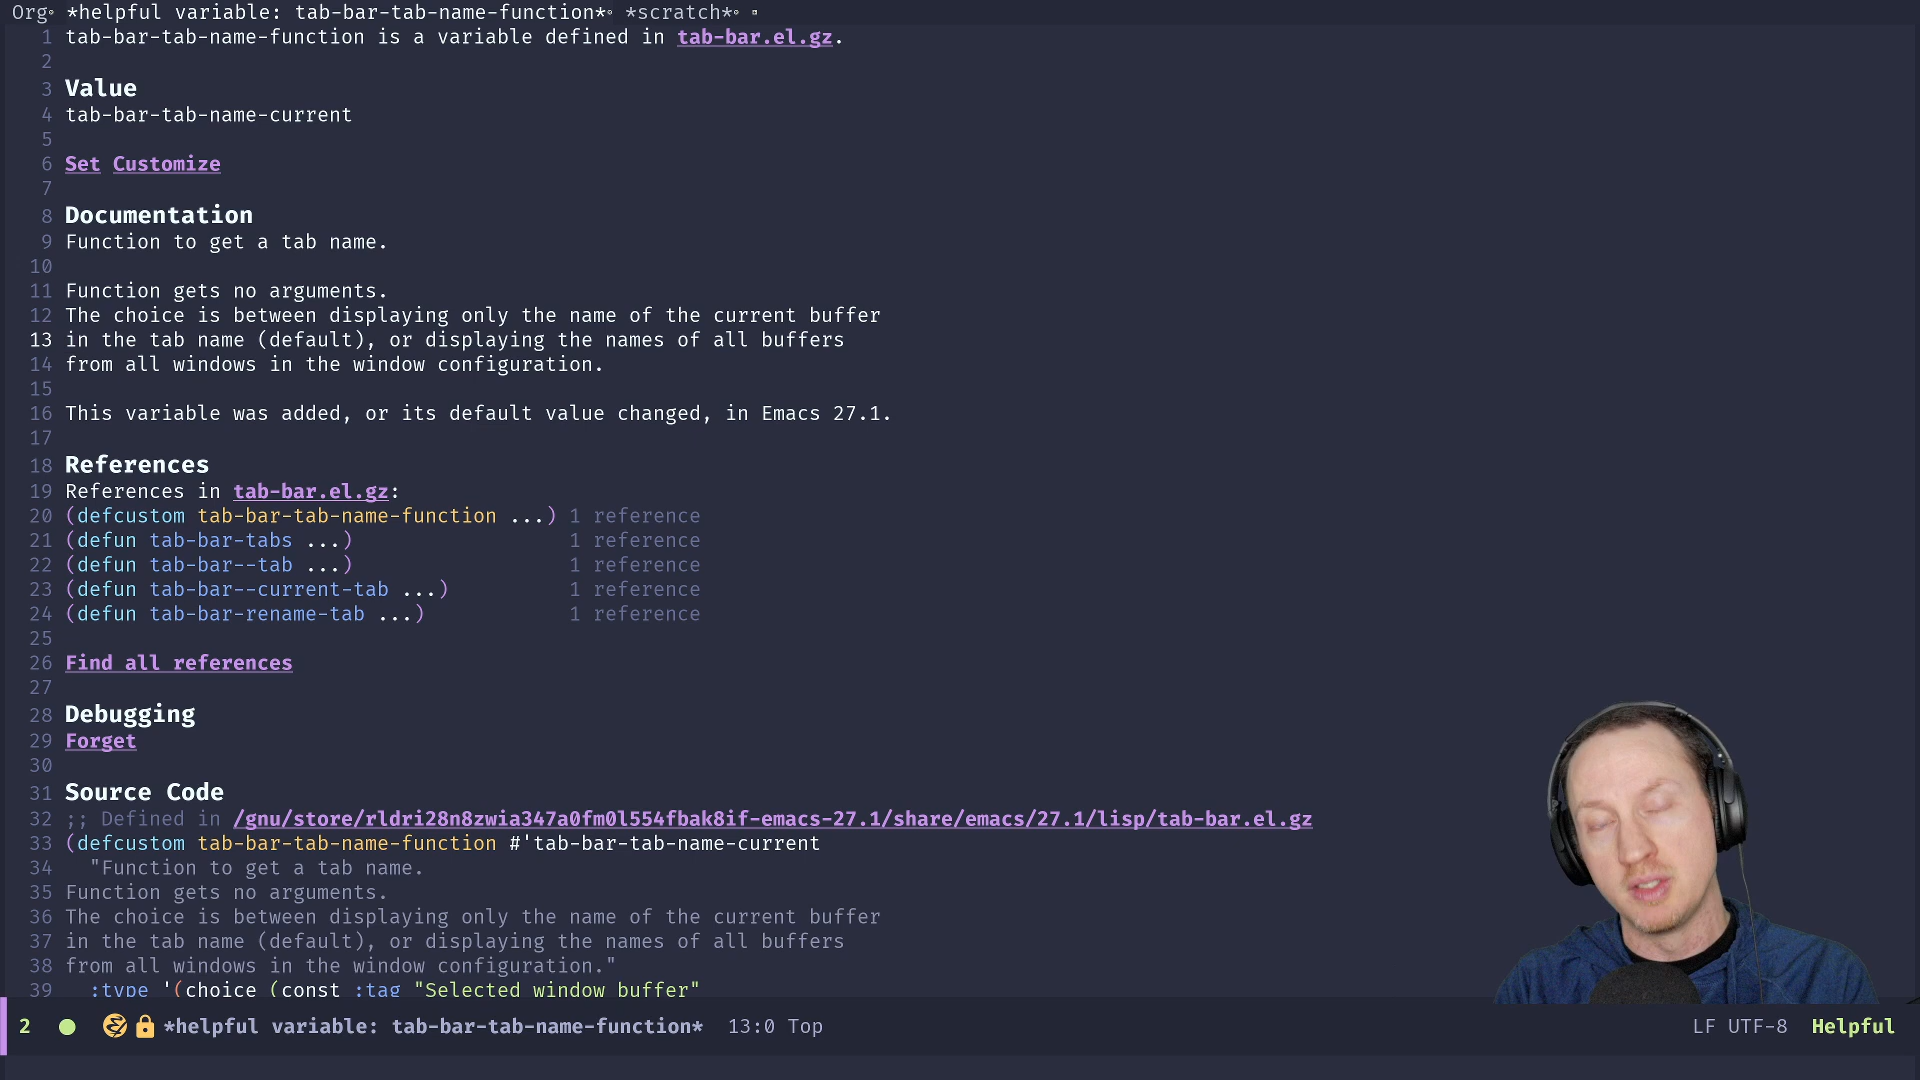 Org *helpful variable: tab-bar-tab-name-function* *scratch*
1 tab-bar-tab-name-function is a variable defined in tab-bar.el.gz.
2
3 Value
4 tab-bar-tab-name-current
5
6 Set Customize
7
8 Documentation
9 Function to get a tab name.
10
11 Function gets no arguments.
12 The choice is between displaying only the name of the current buffer
13 in the tab name (default), or displaying the names of all buffers
14 from all windows in the window configuration.
15
16 This variable was added, or its default value changed, in Emacs 27.1.
17
18 References
19 References in tab-bar.el.gz:
20 (defcustom tab-bar-tab-name-function ...) 1 reference
21 (defun tab-bar-tabs ...) 1 reference
22 (defun tab-bar--tab ...) 1 reference
23 (defun tab-bar--current-tab ...) 1 reference
24 (defun tab-bar-rename-tab ...) 1 reference
25
26 Find all references
27
28 Debugging
29 Forget
30
31 Source Code
32 ;; Defined in /gnu/store/rldri28n8zwia347a0fm0l554fbak8if-emacs-27.1/share/emacs/27.1/lisp/tab-bar.el.gz
33 (defcustom tab-bar-tab-name-function #'tab-bar-tab-name-current
34 "Function to get a tab name.
35 Function gets no arguments.
36 The choice is between displaying only the name of the current buffer
37 in the tab name (default), or displaying the names of all buffers
38 from all windows in the window configuration."
39 :type '(choice (const :tag "Selected window buffer"
2 *helpful variable: tab-bar-tab-name-function* 13:0 Top LF UTF-8 Helpful